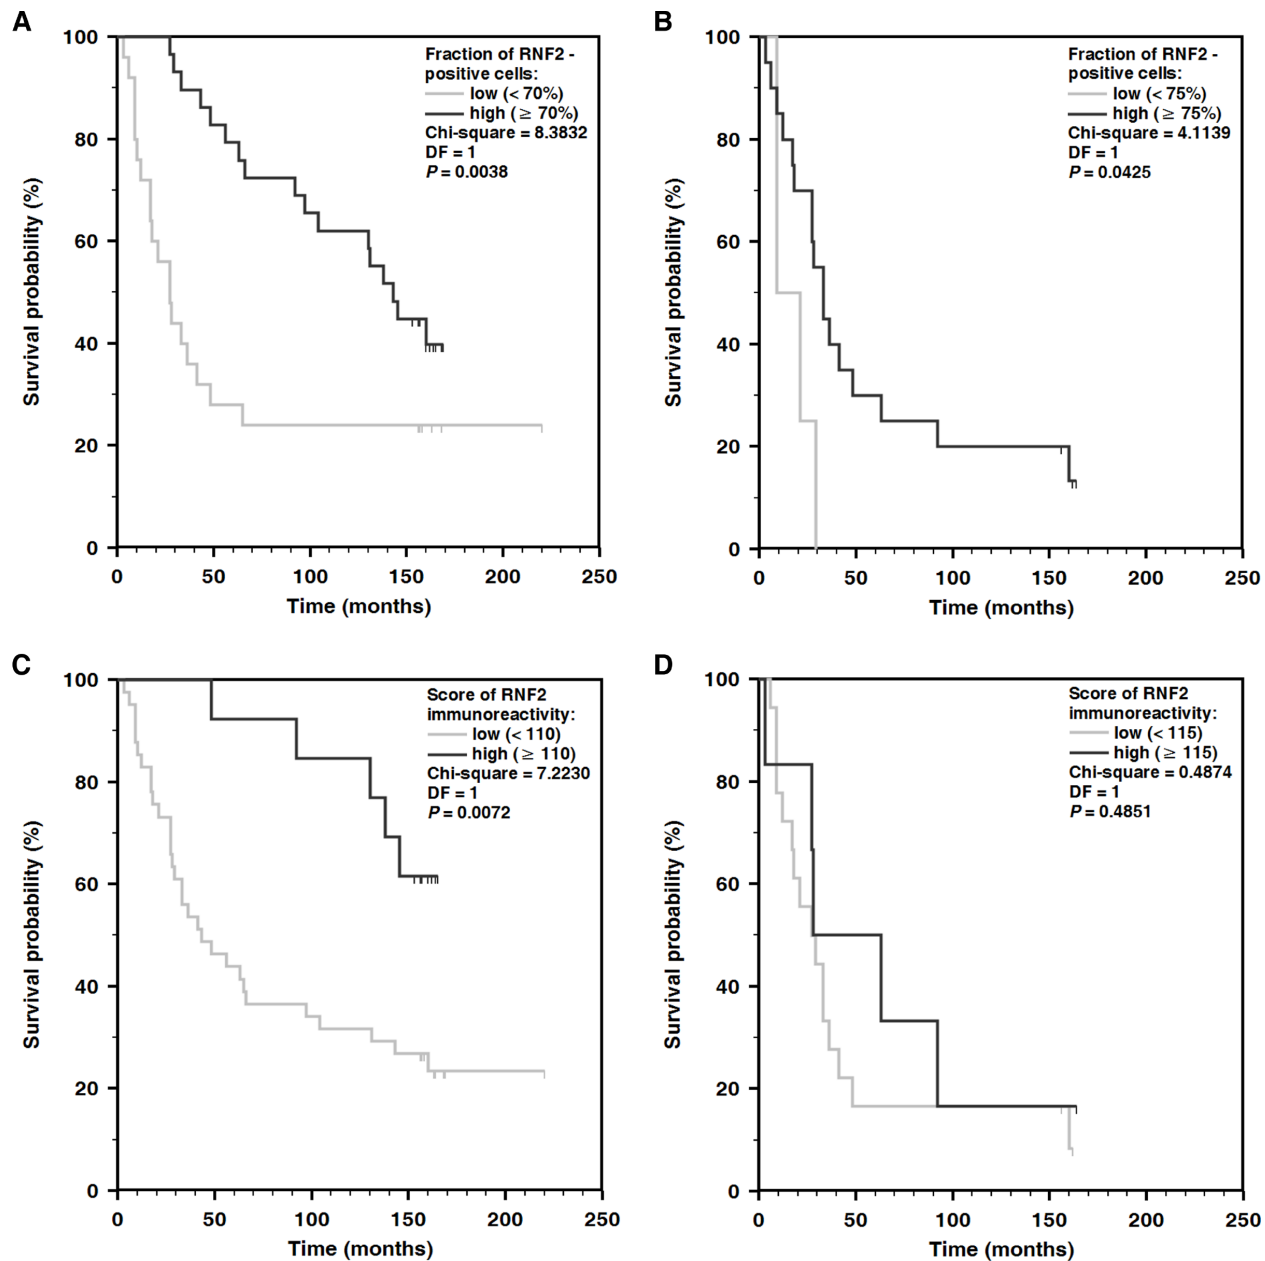 A
Fraction of RNF2 -
positive cells:
low (< 70%)
high ( ≥ 70%)
Chi-square = 8.3832
DF = 1
P = 0.0038
Survival probability (%)
100
80
60
40
20
0
0 50 100 150 200 250
Time (months)
B
Fraction of RNF2 -
positive cells:
low (< 75%)
high ( ≥ 75%)
Chi-square = 4.1139
DF = 1
P = 0.0425
Survival probability (%)
100
80
60
40
20
0
0 50 100 150 200 250
Time (months)
C
Score of RNF2
immunoreactivity:
low (< 110)
high ( ≥ 110)
Chi-square = 7.2230
DF = 1
P = 0.0072
Survival probability (%)
100
80
60
40
20
0
0 50 100 150 200 250
Time (months)
D
Score of RNF2
immunoreactivity:
low (< 115)
high ( ≥ 115)
Chi-square = 0.4874
DF = 1
P = 0.4851
Survival probability (%)
100
80
60
40
20
0
0 50 100 150 200 250
Time (months)